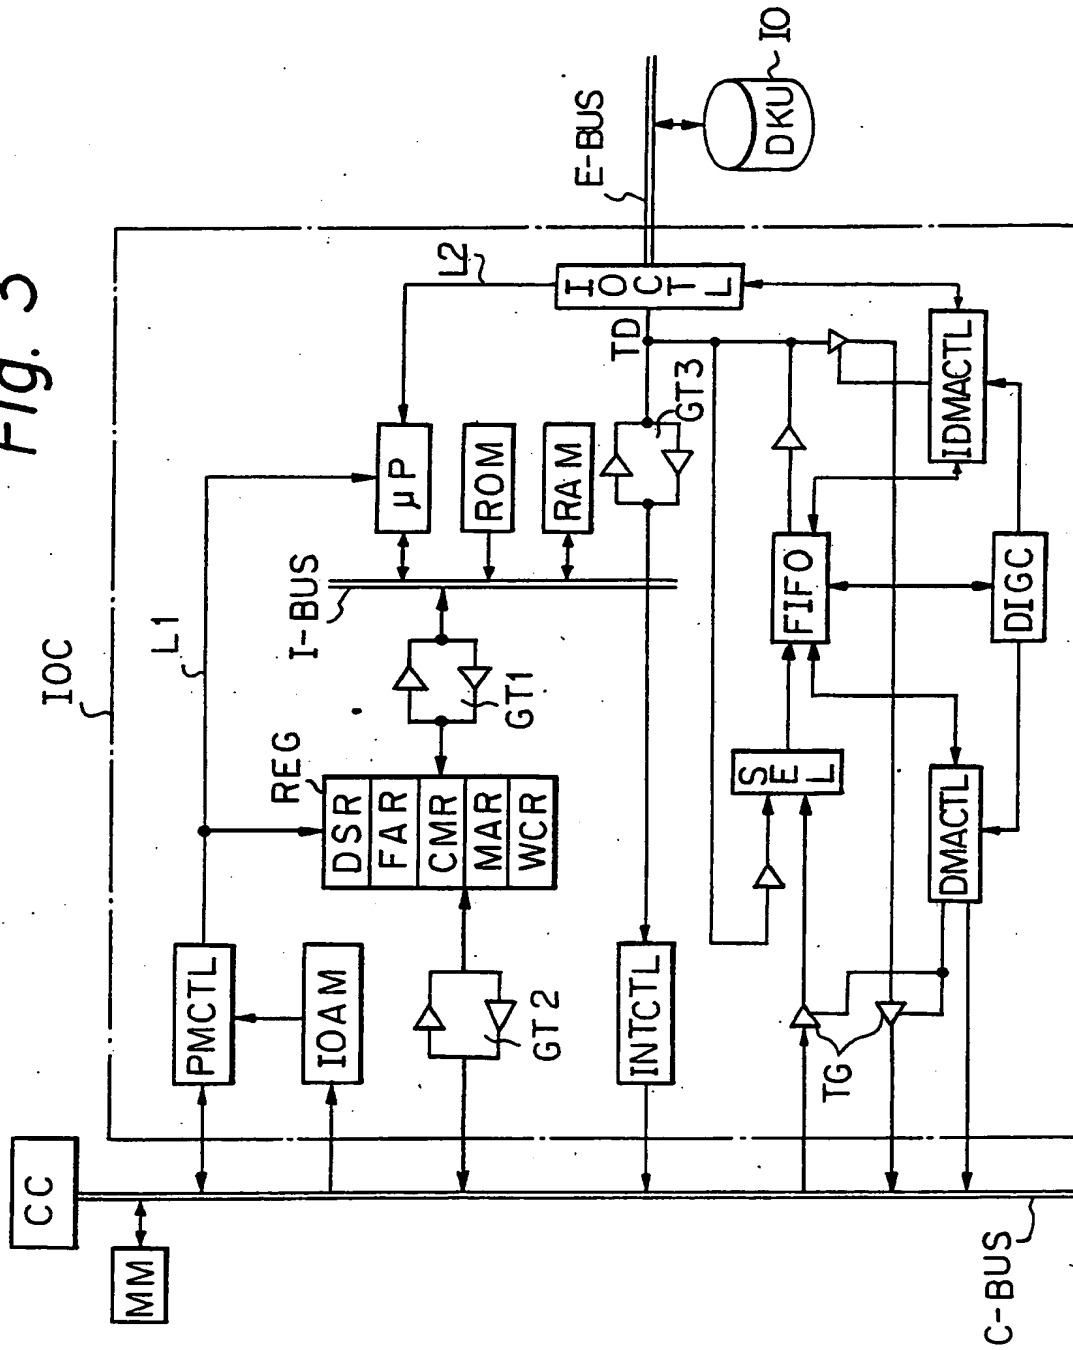 Fig. 3
CC
MM
C-BUS
IOC
L1
PMCTL
IOAM
REG
DSR
FAR
CMR
MAR
WCR
GT2
GT1
I-BUS
μP
ROM
RAM
L2
IOCTL
TD
GT3
E-BUS
DKU
IO
INTCTL
TG
SEL
FIFO
DMACTL
DIGC
IDMACTL